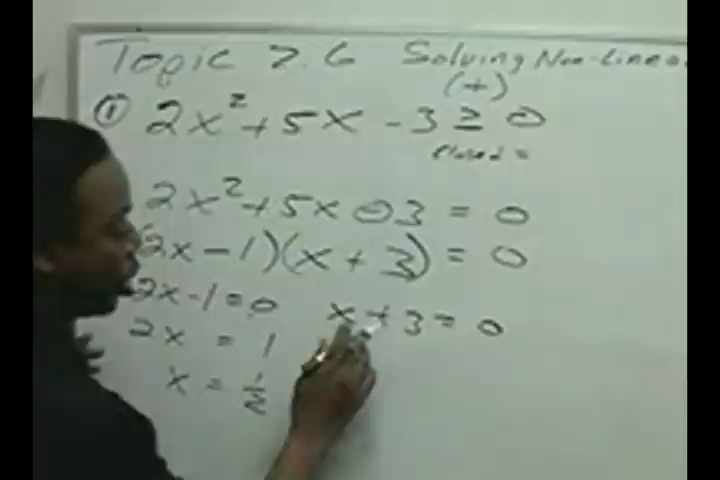 Topic 2.6 Solving Non-Linear
(+)
① 2x² + 5x - 3 ≥ 0
closed =
2x² + 5x - 3 = 0
(2x - 1)(x + 3) = 0
2x - 1 = 0 x + 3 = 0
2x = 1
x = 1/2